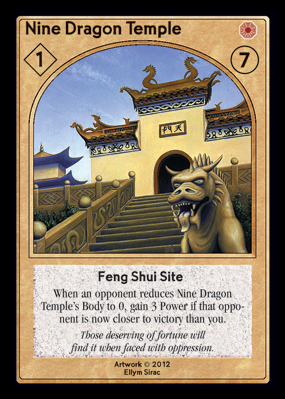 Nine Dragon Temple
1
7
Feng Shui Site
When an opponent reduces Nine Dragon
Temple's Body to 0, gain 3 Power if that oppo-
nent is now closer to victory than you.
Those deserving of fortune will
find it when faced with oppression.
Artwork © 2012
Ellym Sirac